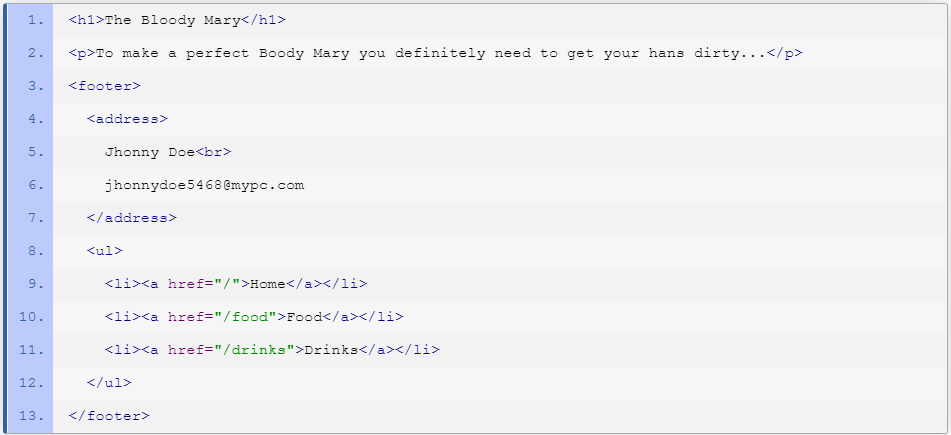 1. <h1>The Bloody Mary</h1>
2. <p>To make a perfect Boody Mary you definitely need to get your hans dirty...</p>
3. <footer>
4.   <address>
5.     Jhonny Doe<br>
6.     jhonnydoe5468@mypc.com
7.   </address>
8.   <ul>
9.     <li><a href="/">Home</a></li>
10.     <li><a href="/food">Food</a></li>
11.     <li><a href="/drinks">Drinks</a></li>
12.   </ul>
13. </footer>